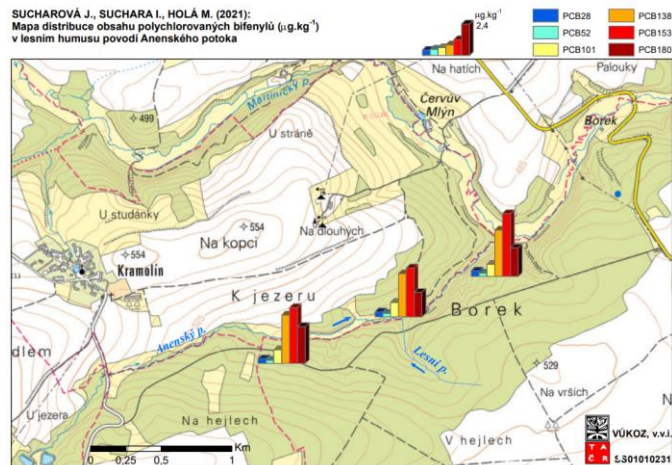 SUCHAROVÁ J., SUCHARA I., HOLÁ M. (2021):
Mapa distribuce obsahu polychlorovaných bifenylů (µg.kg⁻¹)
v lesním humusu povodí Anenského potoka
µg.kg⁻¹
2,4
PCB28
PCB52
PCB101
PCB138
PCB153
PCB180
Na hatích
Palouky
Martinický p.
Červův
Mlýn
Borek
499
U stráně
495
U studánky
554
Na kopci
Na dlouhých
554
Kramolín
K jezeru
Borek
Anenský p.
Lesní p.
dlem
529
Na vrších
U jezera
Na hejlech
V hejlech
N
0
0.25
0.5
1
Km
VÚKOZ, v.v.i.
T A
Č R
SS01010231